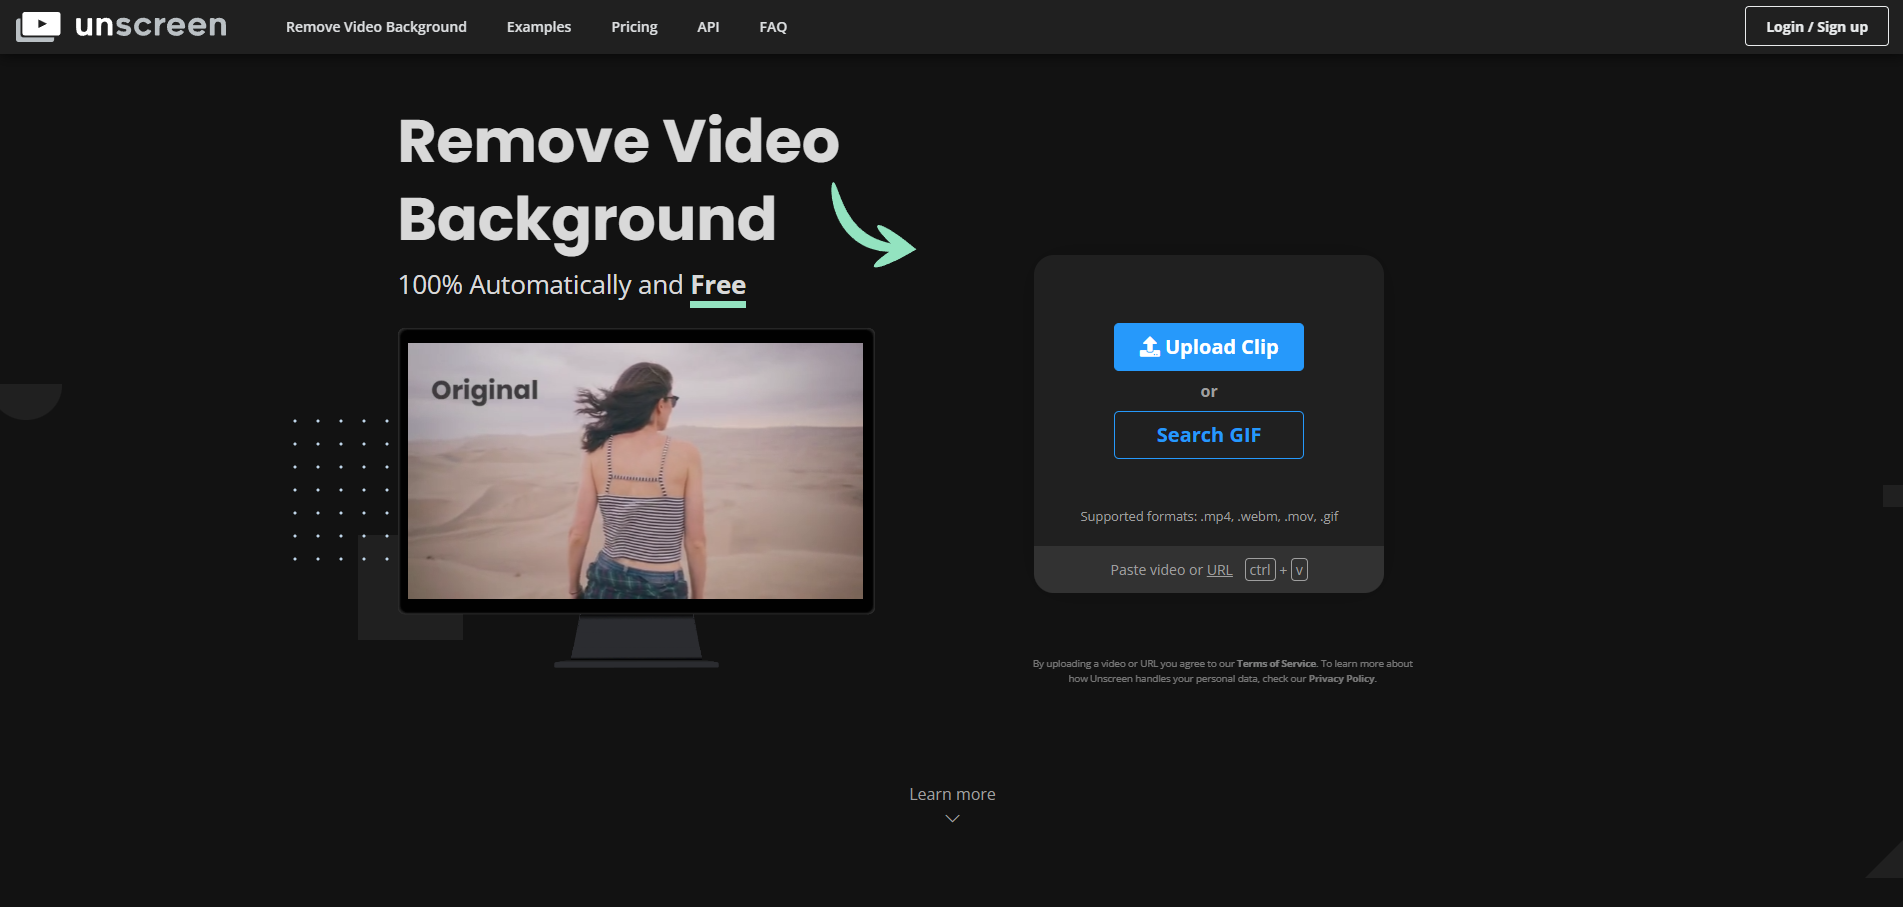 unscreen
Remove Video Background
Examples
Pricing
API
FAQ
Login / Sign up
Remove Video
Background
100% Automatically and Free
Original
Upload Clip
or
Search GIF
Supported formats: .mp4, .webm, .mov, .gif
Paste video or URL ctrl + v
By uploading a video or URL you agree to our Terms of Service. To learn more about
how Unscreen handles your personal data, check our Privacy Policy.
Learn more